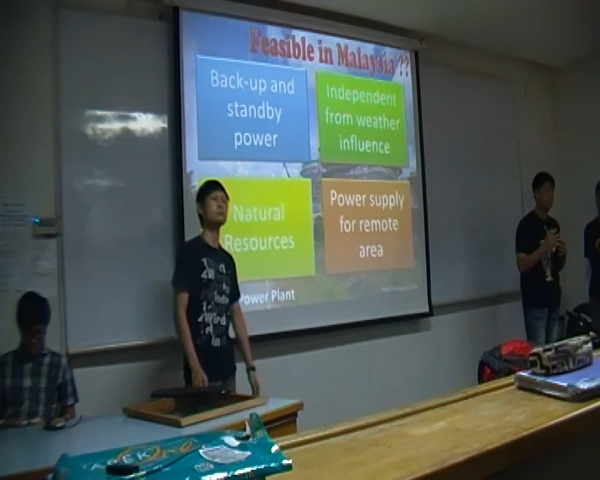 Feasible in Malaysia ??
Back-up and
standby
power
Independent
from weather
influence
Natural
Resources
Power supply
for remote
area
Power Plant